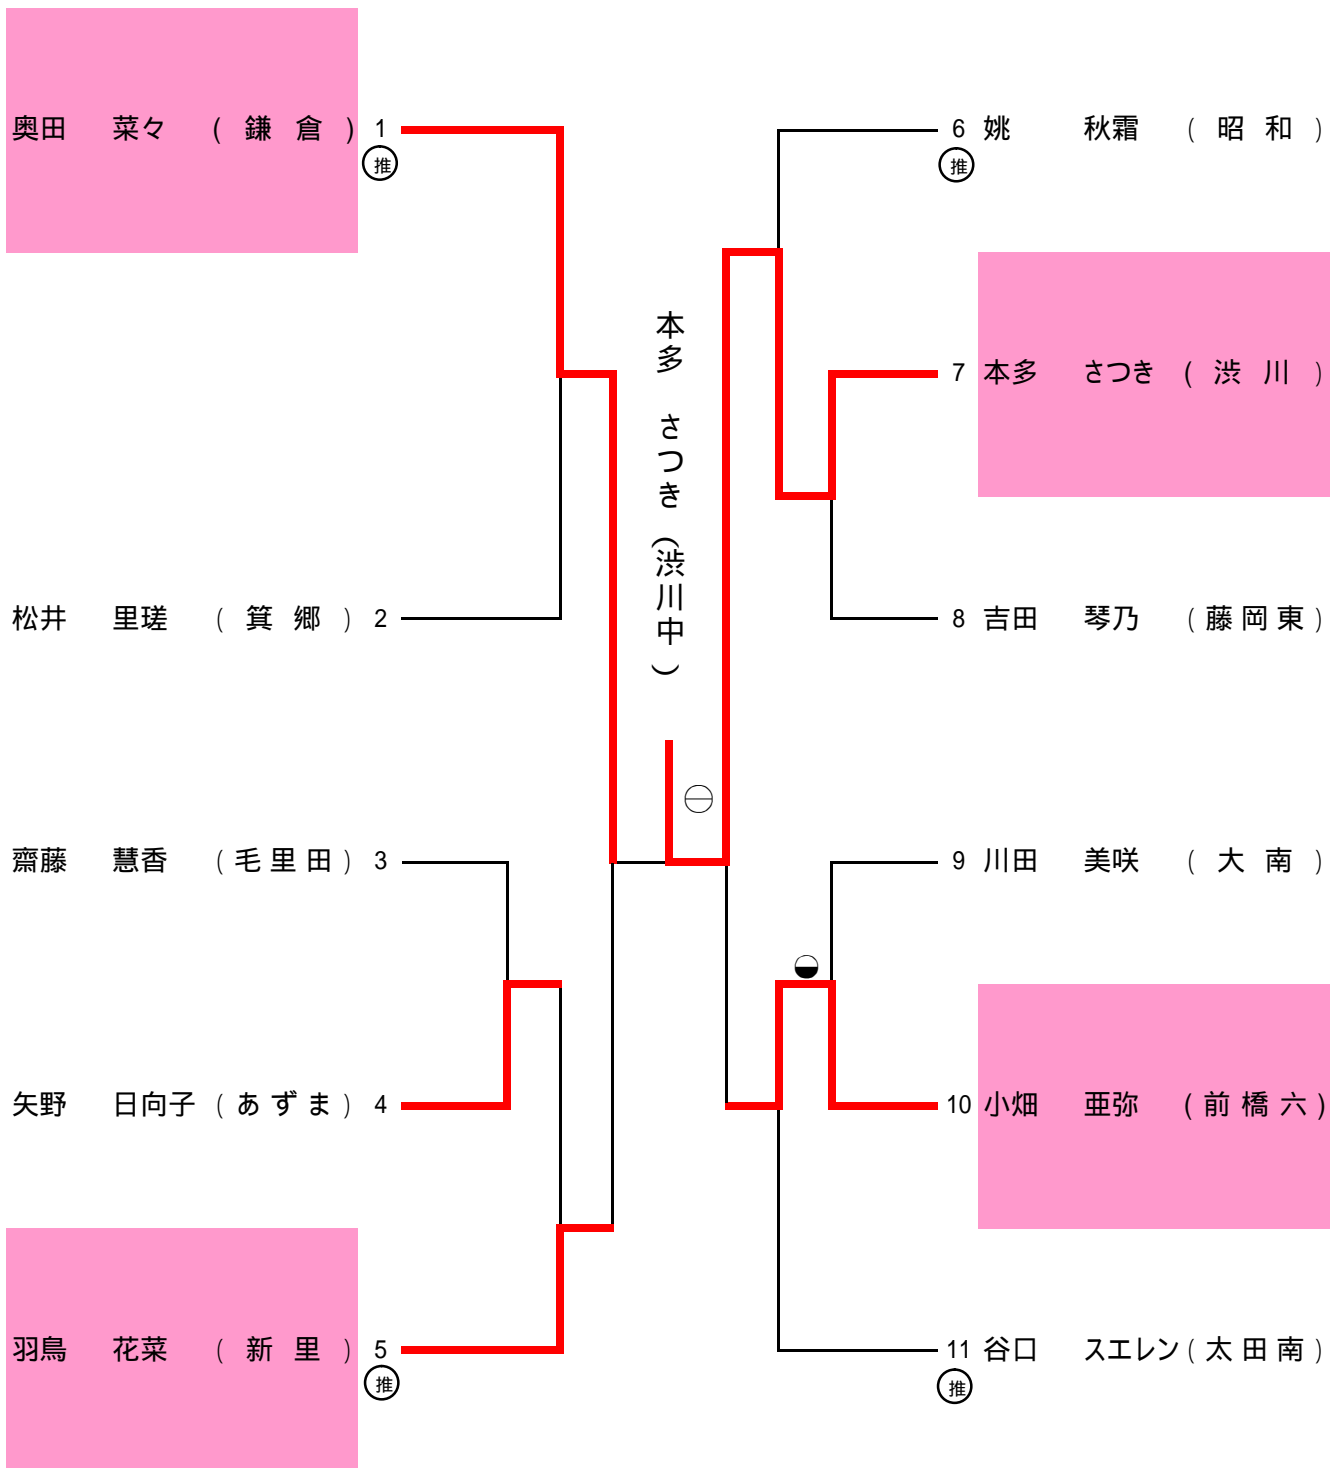 奥田 菜々 (鎌倉) 1
推
松井 里瑳 (箕郷) 2
齋藤 慧香 (毛里田) 3
矢野 日向子 (あずま) 4
羽鳥 花菜 (新里) 5
推
本多 さつき (渋川中)
6 姚 秋霜 (昭和)
推
7 本多 さつき (渋川)
8 吉田 琴乃 (藤岡東)
9 川田 美咲 (大南)
10 小畑 亜弥 (前橋六)
11 谷口 スエレン (太田南)
推